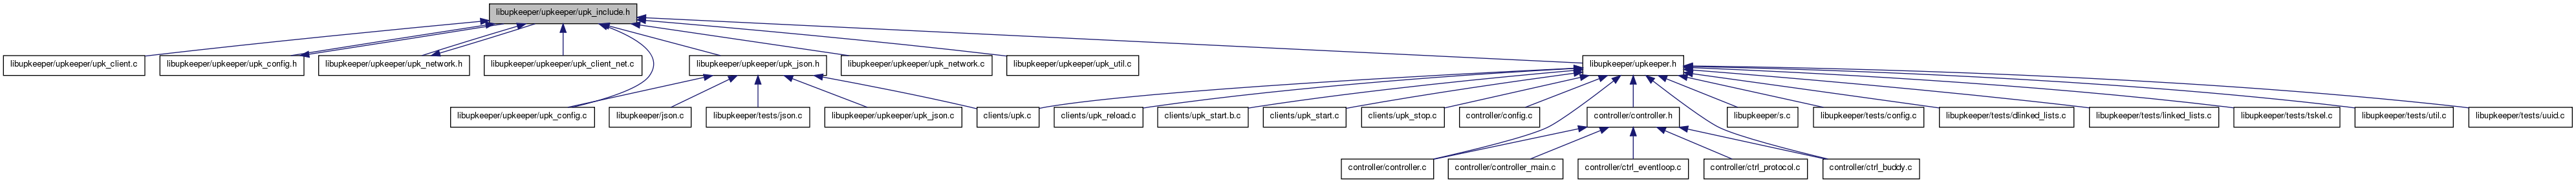 libupkeeper/upkeeper/upk_include.h
libupkeeper/upkeeper/upk_client.c
libupkeeper/upkeeper/upk_config.h
libupkeeper/upkeeper/upk_network.h
libupkeeper/upkeeper/upk_client_net.c
libupkeeper/upkeeper/upk_json.h
libupkeeper/upkeeper/upk_network.c
libupkeeper/upkeeper/upk_util.c
libupkeeper/upkeeper.h
libupkeeper/upkeeper/upk_config.c
libupkeeper/json.c
libupkeeper/tests/json.c
libupkeeper/upkeeper/upk_json.c
clients/upk.c
clients/upk_reload.c
clients/upk_start.b.c
clients/upk_start.c
clients/upk_stop.c
controller/config.c
controller/controller.h
libupkeeper/s.c
libupkeeper/tests/config.c
libupkeeper/tests/dlinked_lists.c
libupkeeper/tests/linked_lists.c
libupkeeper/tests/tskel.c
libupkeeper/tests/util.c
libupkeeper/tests/uuid.c
controller/controller.c
controller/controller_main.c
controller/ctrl_eventloop.c
controller/ctrl_protocol.c
controller/ctrl_buddy.c